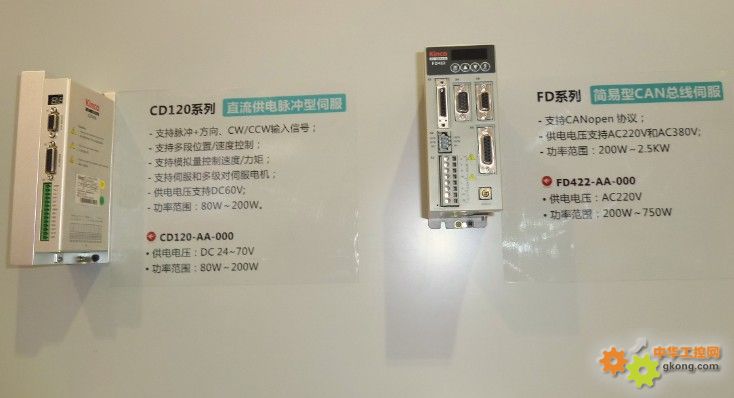 CD120系列 直流供电脉冲型伺服
- 支持脉冲+方向、CW/CCW输入信号；
- 支持多段位置/速度控制；
- 支持模拟量控制速度/力矩；
- 支持伺服和多级对伺服电机；
- 供电电压支持DC60V;
- 功率范围：80W～200W。
CD120-AA-000
• 供电电压：DC 24~70V
• 功率范围：80W～200W
Kinco
Kinco
FD422
FD系列 简易型CAN总线伺服
- 支持CANopen 协议；
- 供电电压支持AC220V和AC380V;
- 功率范围：200W～2.5KW
FD422-AA-000
• 供电电压：AC220V
• 功率范围：200W～750W
中华工控网
gkong.com